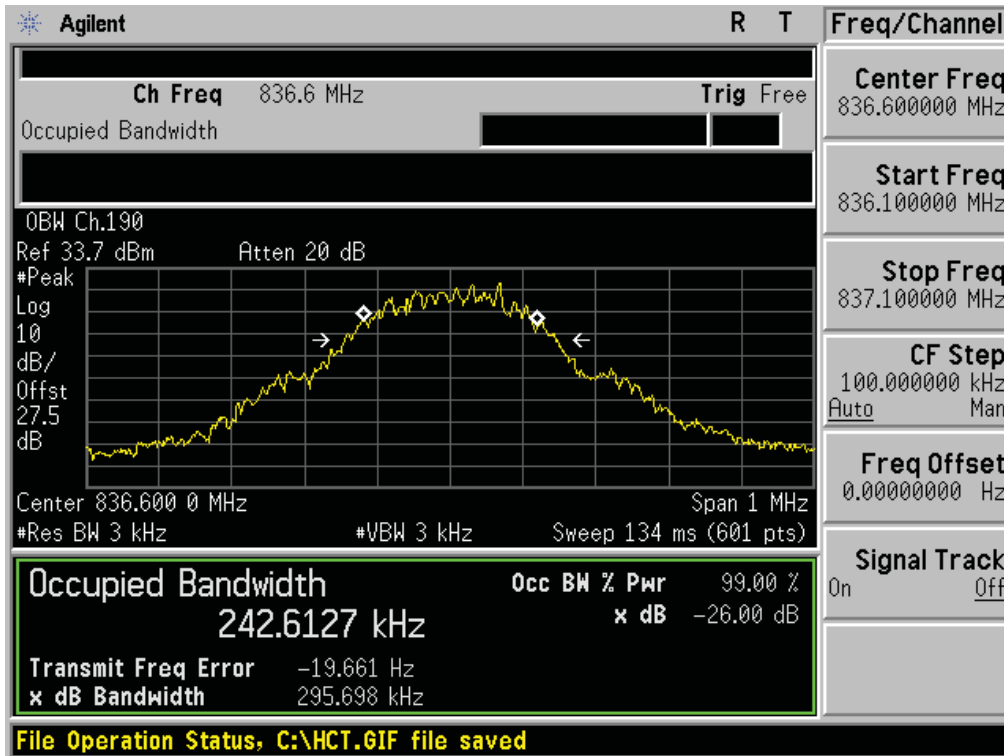 Agilent R T
Ch Freq 836.6 MHz Trig Free
Occupied Bandwidth
OBW Ch.190
Ref 33.7 dBm Atten 20 dB
#Peak
Log
10
dB/
Offst
27.5
dB
Center 836.600 0 MHz Span 1 MHz
#Res BW 3 kHz #VBW 3 kHz Sweep 134 ms (601 pts)
Occupied Bandwidth Occ BW % Pwr 99.00 %
242.6127 kHz x dB -26.00 dB
Transmit Freq Error -19.661 Hz
x dB Bandwidth 295.698 kHz
File Operation Status, C:\HCT.GIF file saved
Freq/Channel
Center Freq
836.600000 MHz
Start Freq
836.100000 MHz
Stop Freq
837.100000 MHz
CF Step
100.000000 kHz
Auto Man
Freq Offset
0.00000000 Hz
Signal Track
On Off